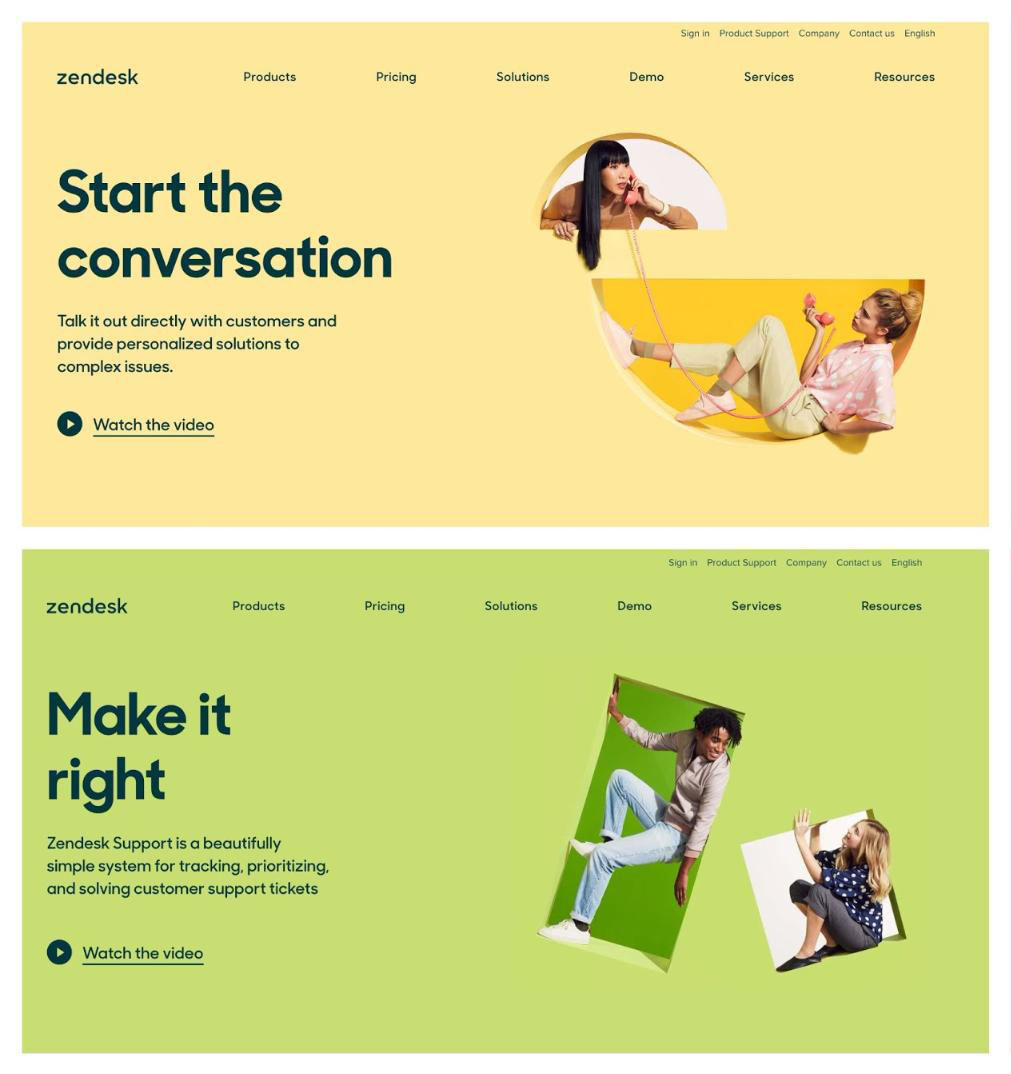 Sign in Product Support Company Contact us English
zendesk Products Pricing Solutions Demo Services Resources
Start the
conversation
Talk it out directly with customers and
provide personalized solutions to
complex issues.
Watch the video
Sign in Product Support Company Contact us English
zendesk Products Pricing Solutions Demo Services Resources
Make it
right
Zendesk Support is a beautifully
simple system for tracking, prioritizing,
and solving customer support tickets
Watch the video